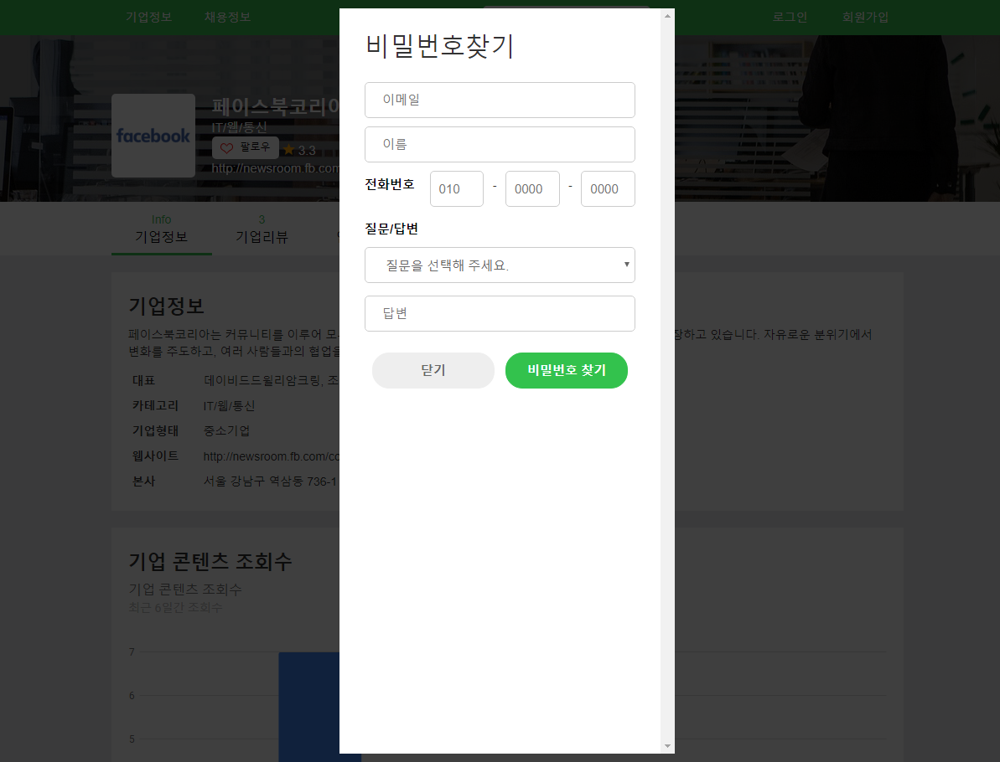 기업정보 채용정보 로그인 회원가입
비밀번호찾기
이메일
이름
전화번호 010 - 0000 - 0000
질문/답변
질문을 선택해 주세요.
답변
닫기 비밀번호 찾기
facebook
페이스북코리아
IT/웹/통신
팔로우 3.3
http://newsroom.fb.com
Info 3
기업정보 기업리뷰
기업정보
페이스북코리아는 커뮤니티를 이루어 모 장하고 있습니다. 자유로운 분위기에서
변화를 주도하고, 여러 사람들과의 협업을
대표 데이비드드윌리암크링, 조
카테고리 IT/웹/통신
기업형태 중소기업
웹사이트 http://newsroom.fb.com/co
본사 서울 강남구 역삼동 736-1
기업 콘텐츠 조회수
기업 콘텐츠 조회수
최근 6월간 조회수
7
6
5